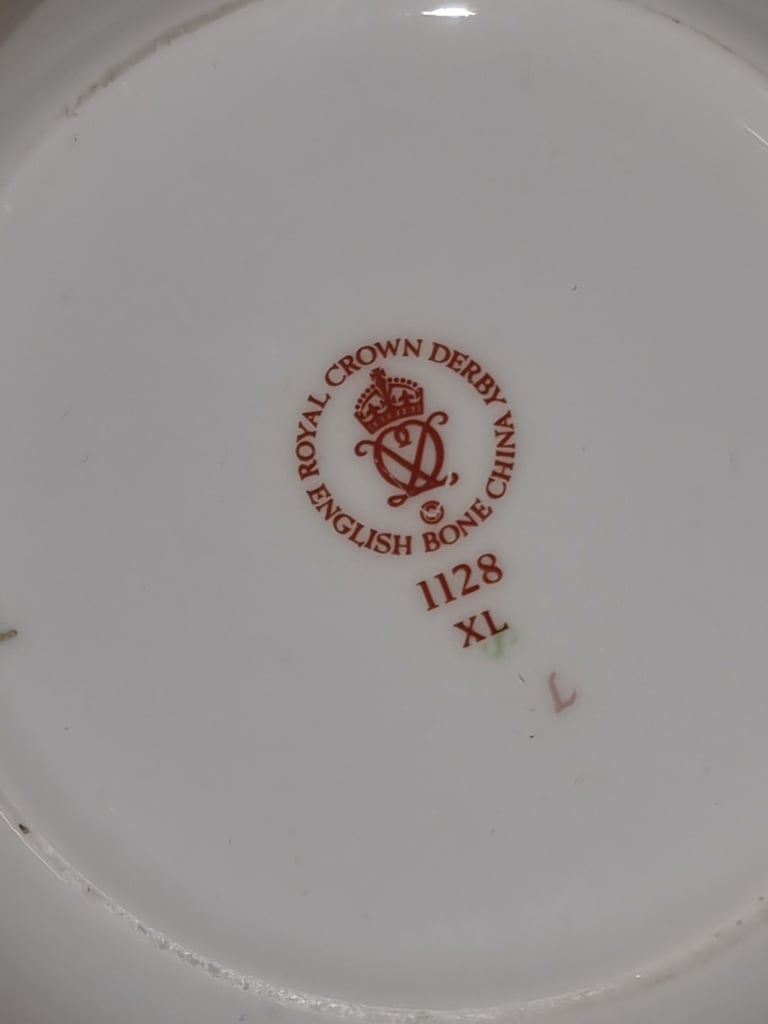 ROYAL CROWN DERBY
ENGLISH BONE CHINA
1128
XL
L